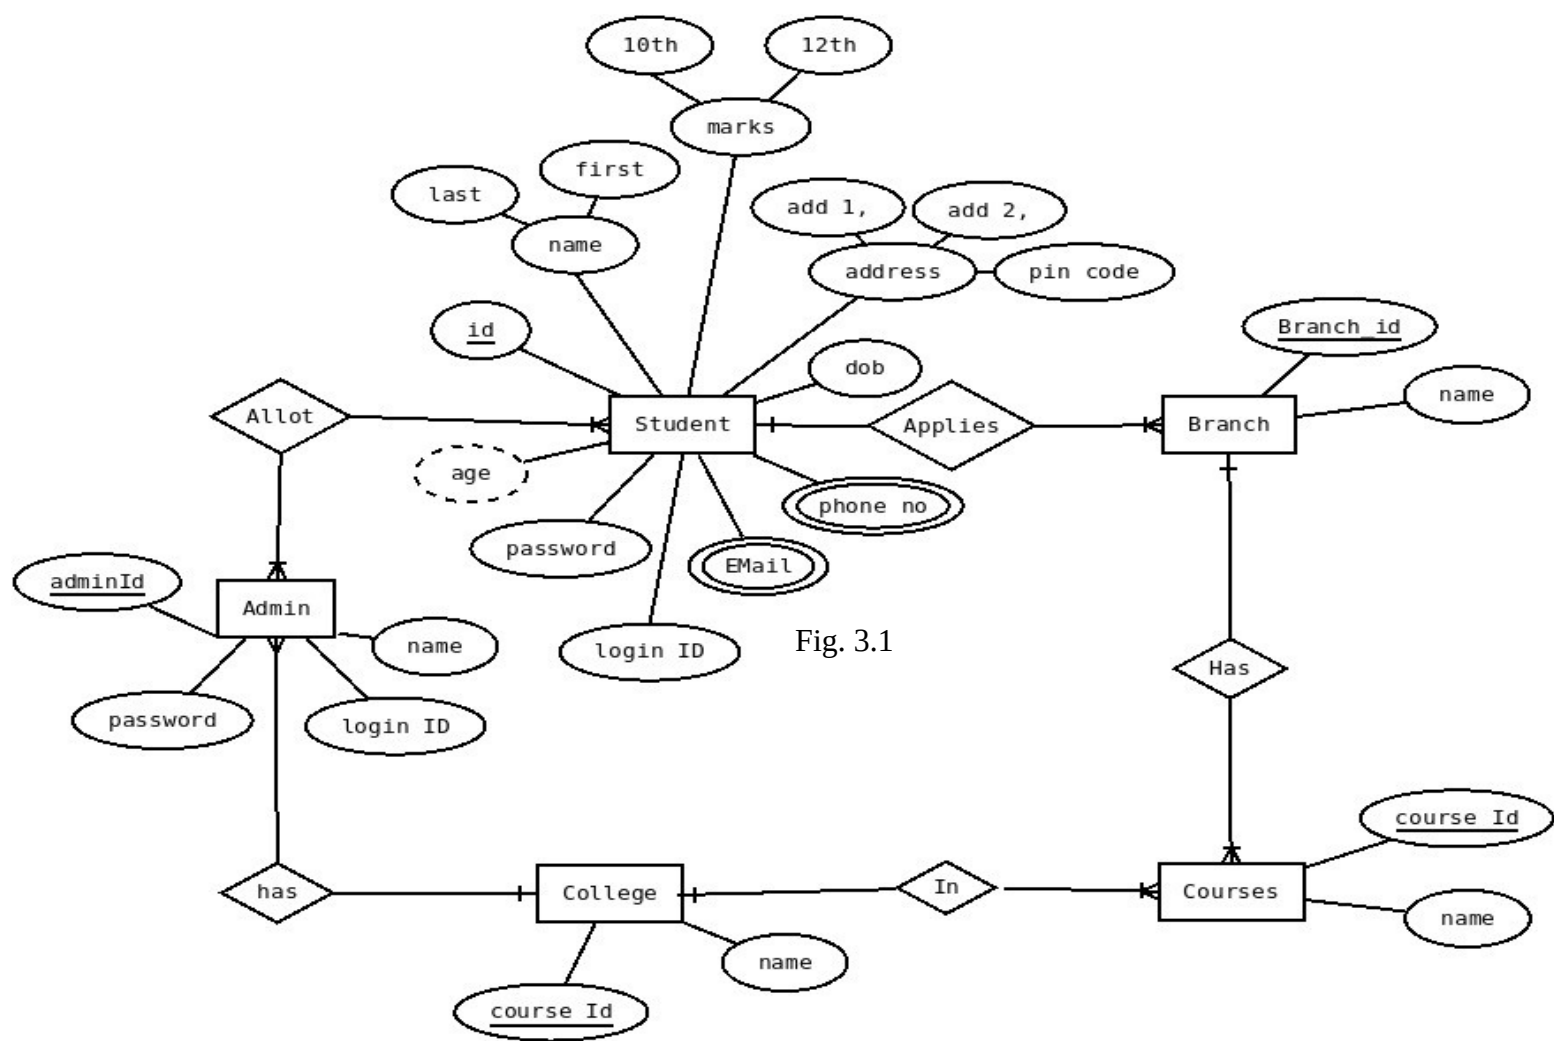 10th
12th
marks
first
last
name
add 1,
add 2,
address
pin code
id
Branch_id
dob
name
Allot
Student
Applies
Branch
age
phone no
password
EMail
adminId
Admin
name
login ID
Fig. 3.1
Has
password
login ID
course Id
has
College
In
Courses
name
name
course Id